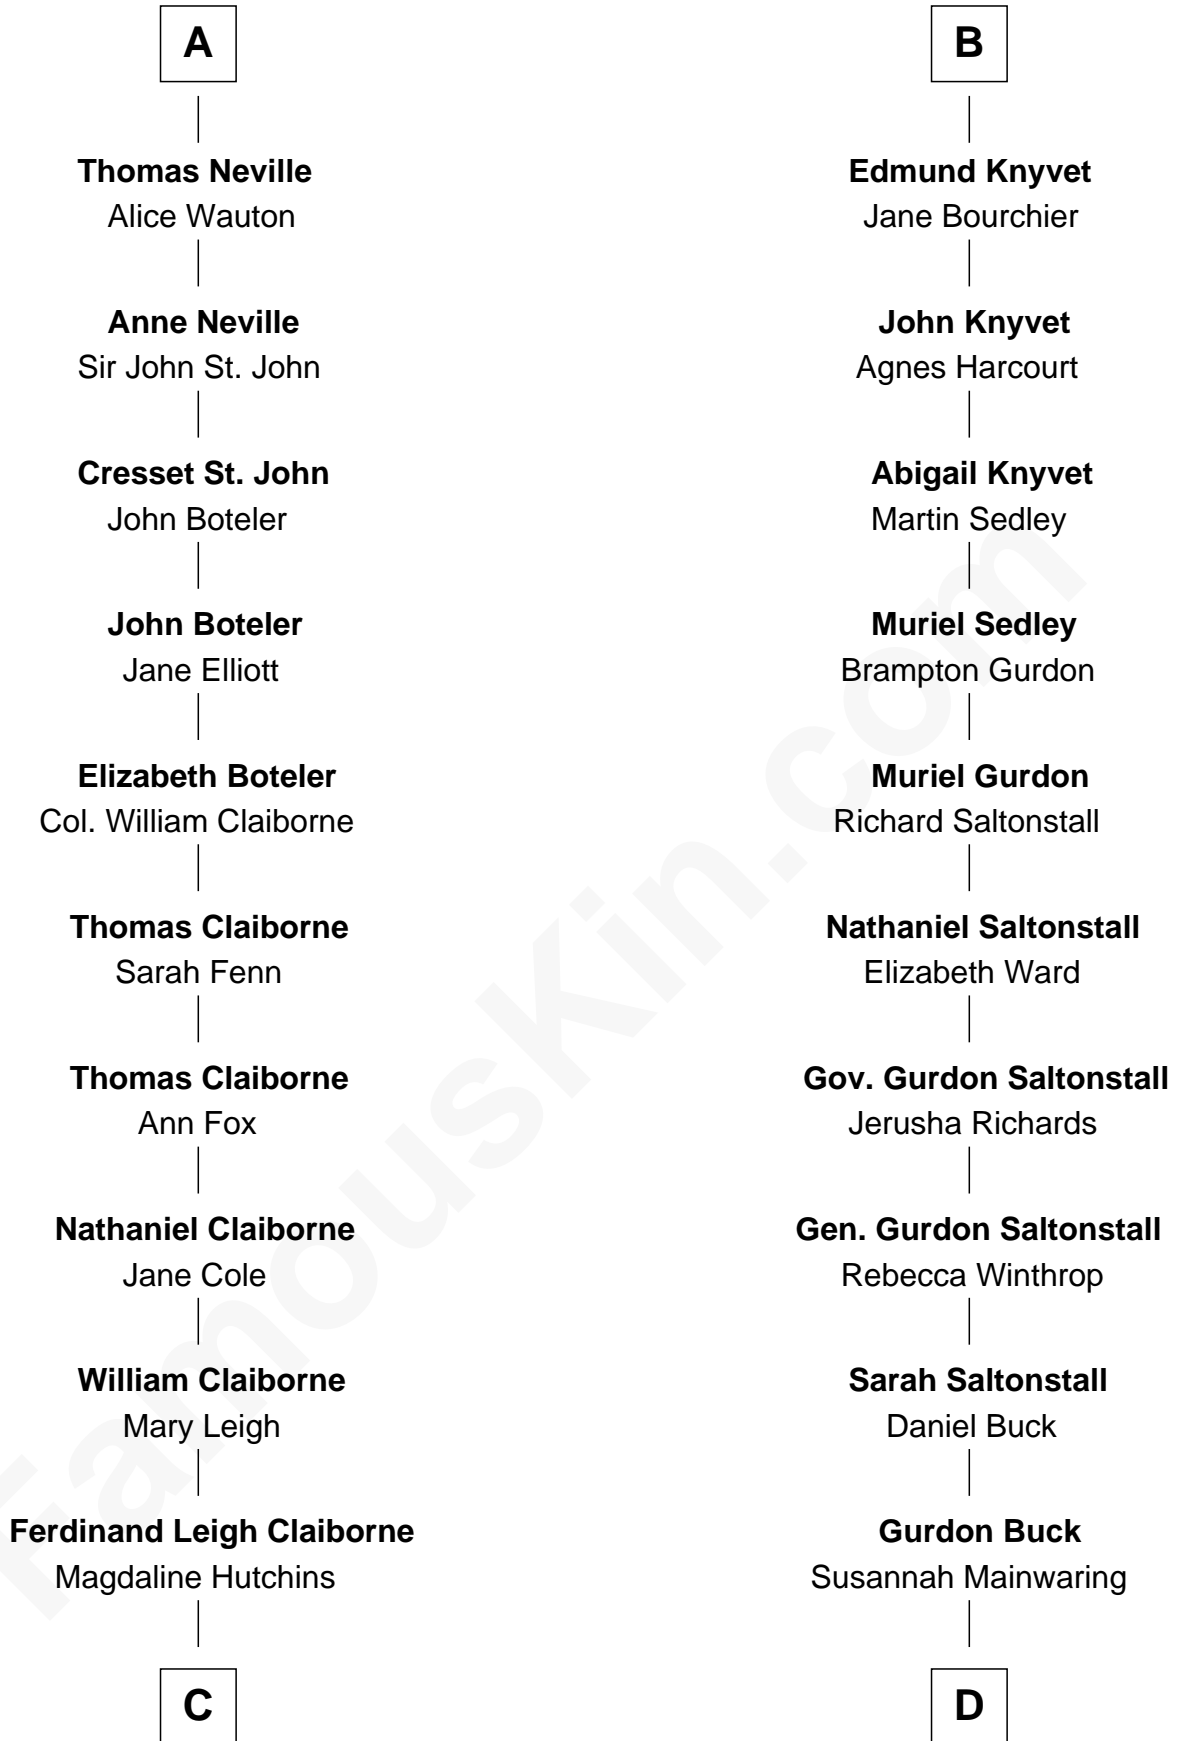 A
Thomas Neville
Alice Wauton
Anne Neville
Sir John St. John
Cresset St. John
John Boteler
John Boteler
Jane Elliott
Elizabeth Boteler
Col. William Claiborne
Thomas Claiborne
Sarah Fenn
Thomas Claiborne
Ann Fox
Nathaniel Claiborne
Jane Cole
William Claiborne
Mary Leigh
Ferdinand Leigh Claiborne
Magdaline Hutchins
C
B
Edmund Knyvet
Jane Bourchier
John Knyvet
Agnes Harcourt
Abigail Knyvet
Martin Sedley
Muriel Sedley
Brampton Gurdon
Muriel Gurdon
Richard Saltonstall
Nathaniel Saltonstall
Elizabeth Ward
Gov. Gurdon Saltonstall
Jerusha Richards
Gen. Gurdon Saltonstall
Rebecca Winthrop
Sarah Saltonstall
Daniel Buck
Gurdon Buck
Susannah Mainwaring
D
FamousKin.com